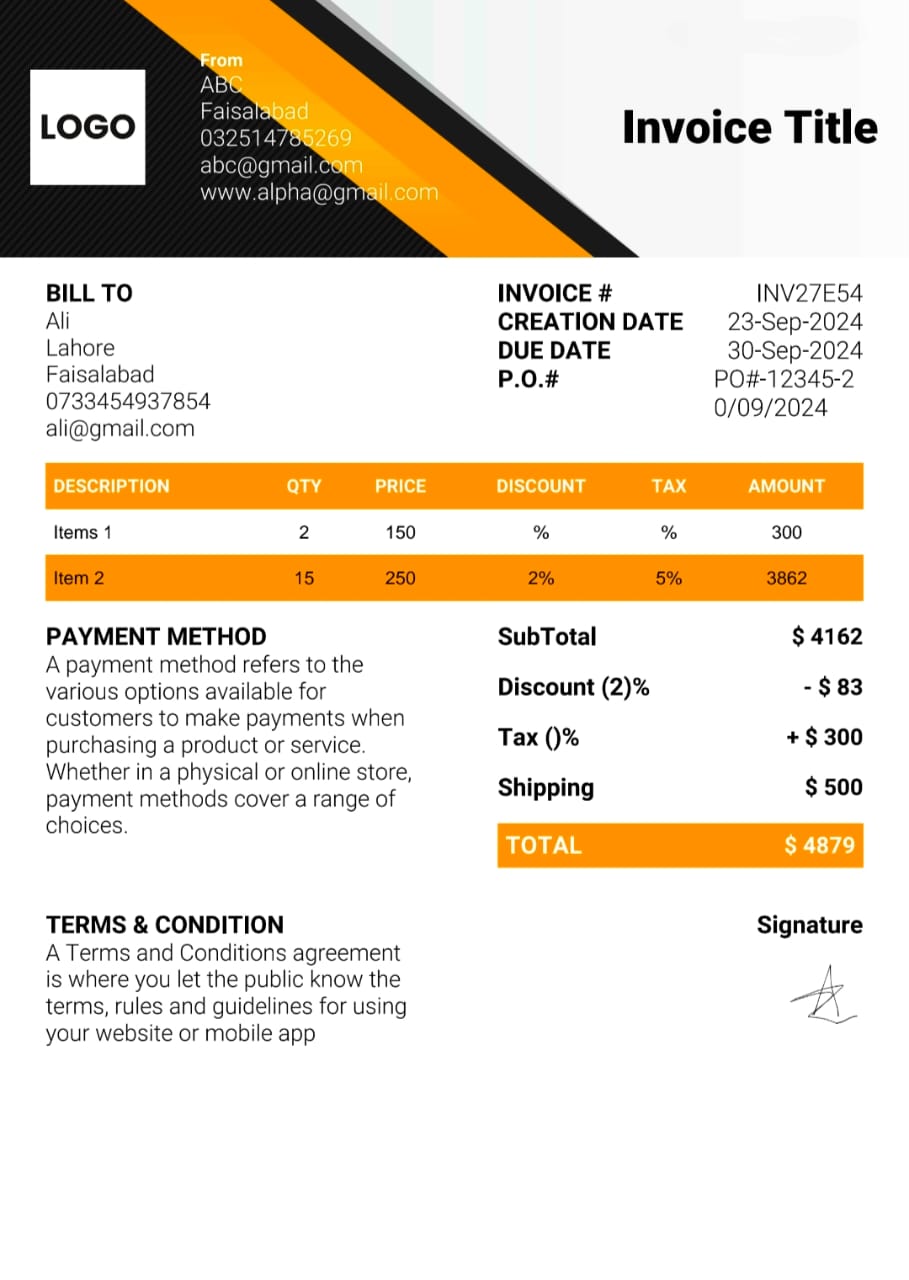 LOGO
From
ABC
Faisalabad
032514785269
abc@gmail.com
www.alpha@gmail.com
Invoice Title
BILL TO
Ali
Lahore
Faisalabad
0733454937854
ali@gmail.com
INVOICE # INV27E54
CREATION DATE 23-Sep-2024
DUE DATE 30-Sep-2024
P.O.# PO#-12345-2
0/09/2024
DESCRIPTION QTY PRICE DISCOUNT TAX AMOUNT
Items 1 2 150 % % 300
Item 2 15 250 2% 5% 3862
PAYMENT METHOD
A payment method refers to the
various options available for
customers to make payments when
purchasing a product or service.
Whether in a physical or online store,
payment methods cover a range of
choices.
SubTotal $ 4162
Discount (2)% - $ 83
Tax ()% + $ 300
Shipping $ 500
TOTAL $ 4879
TERMS & CONDITION
A Terms and Conditions agreement
is where you let the public know the
terms, rules and guidelines for using
your website or mobile app
Signature